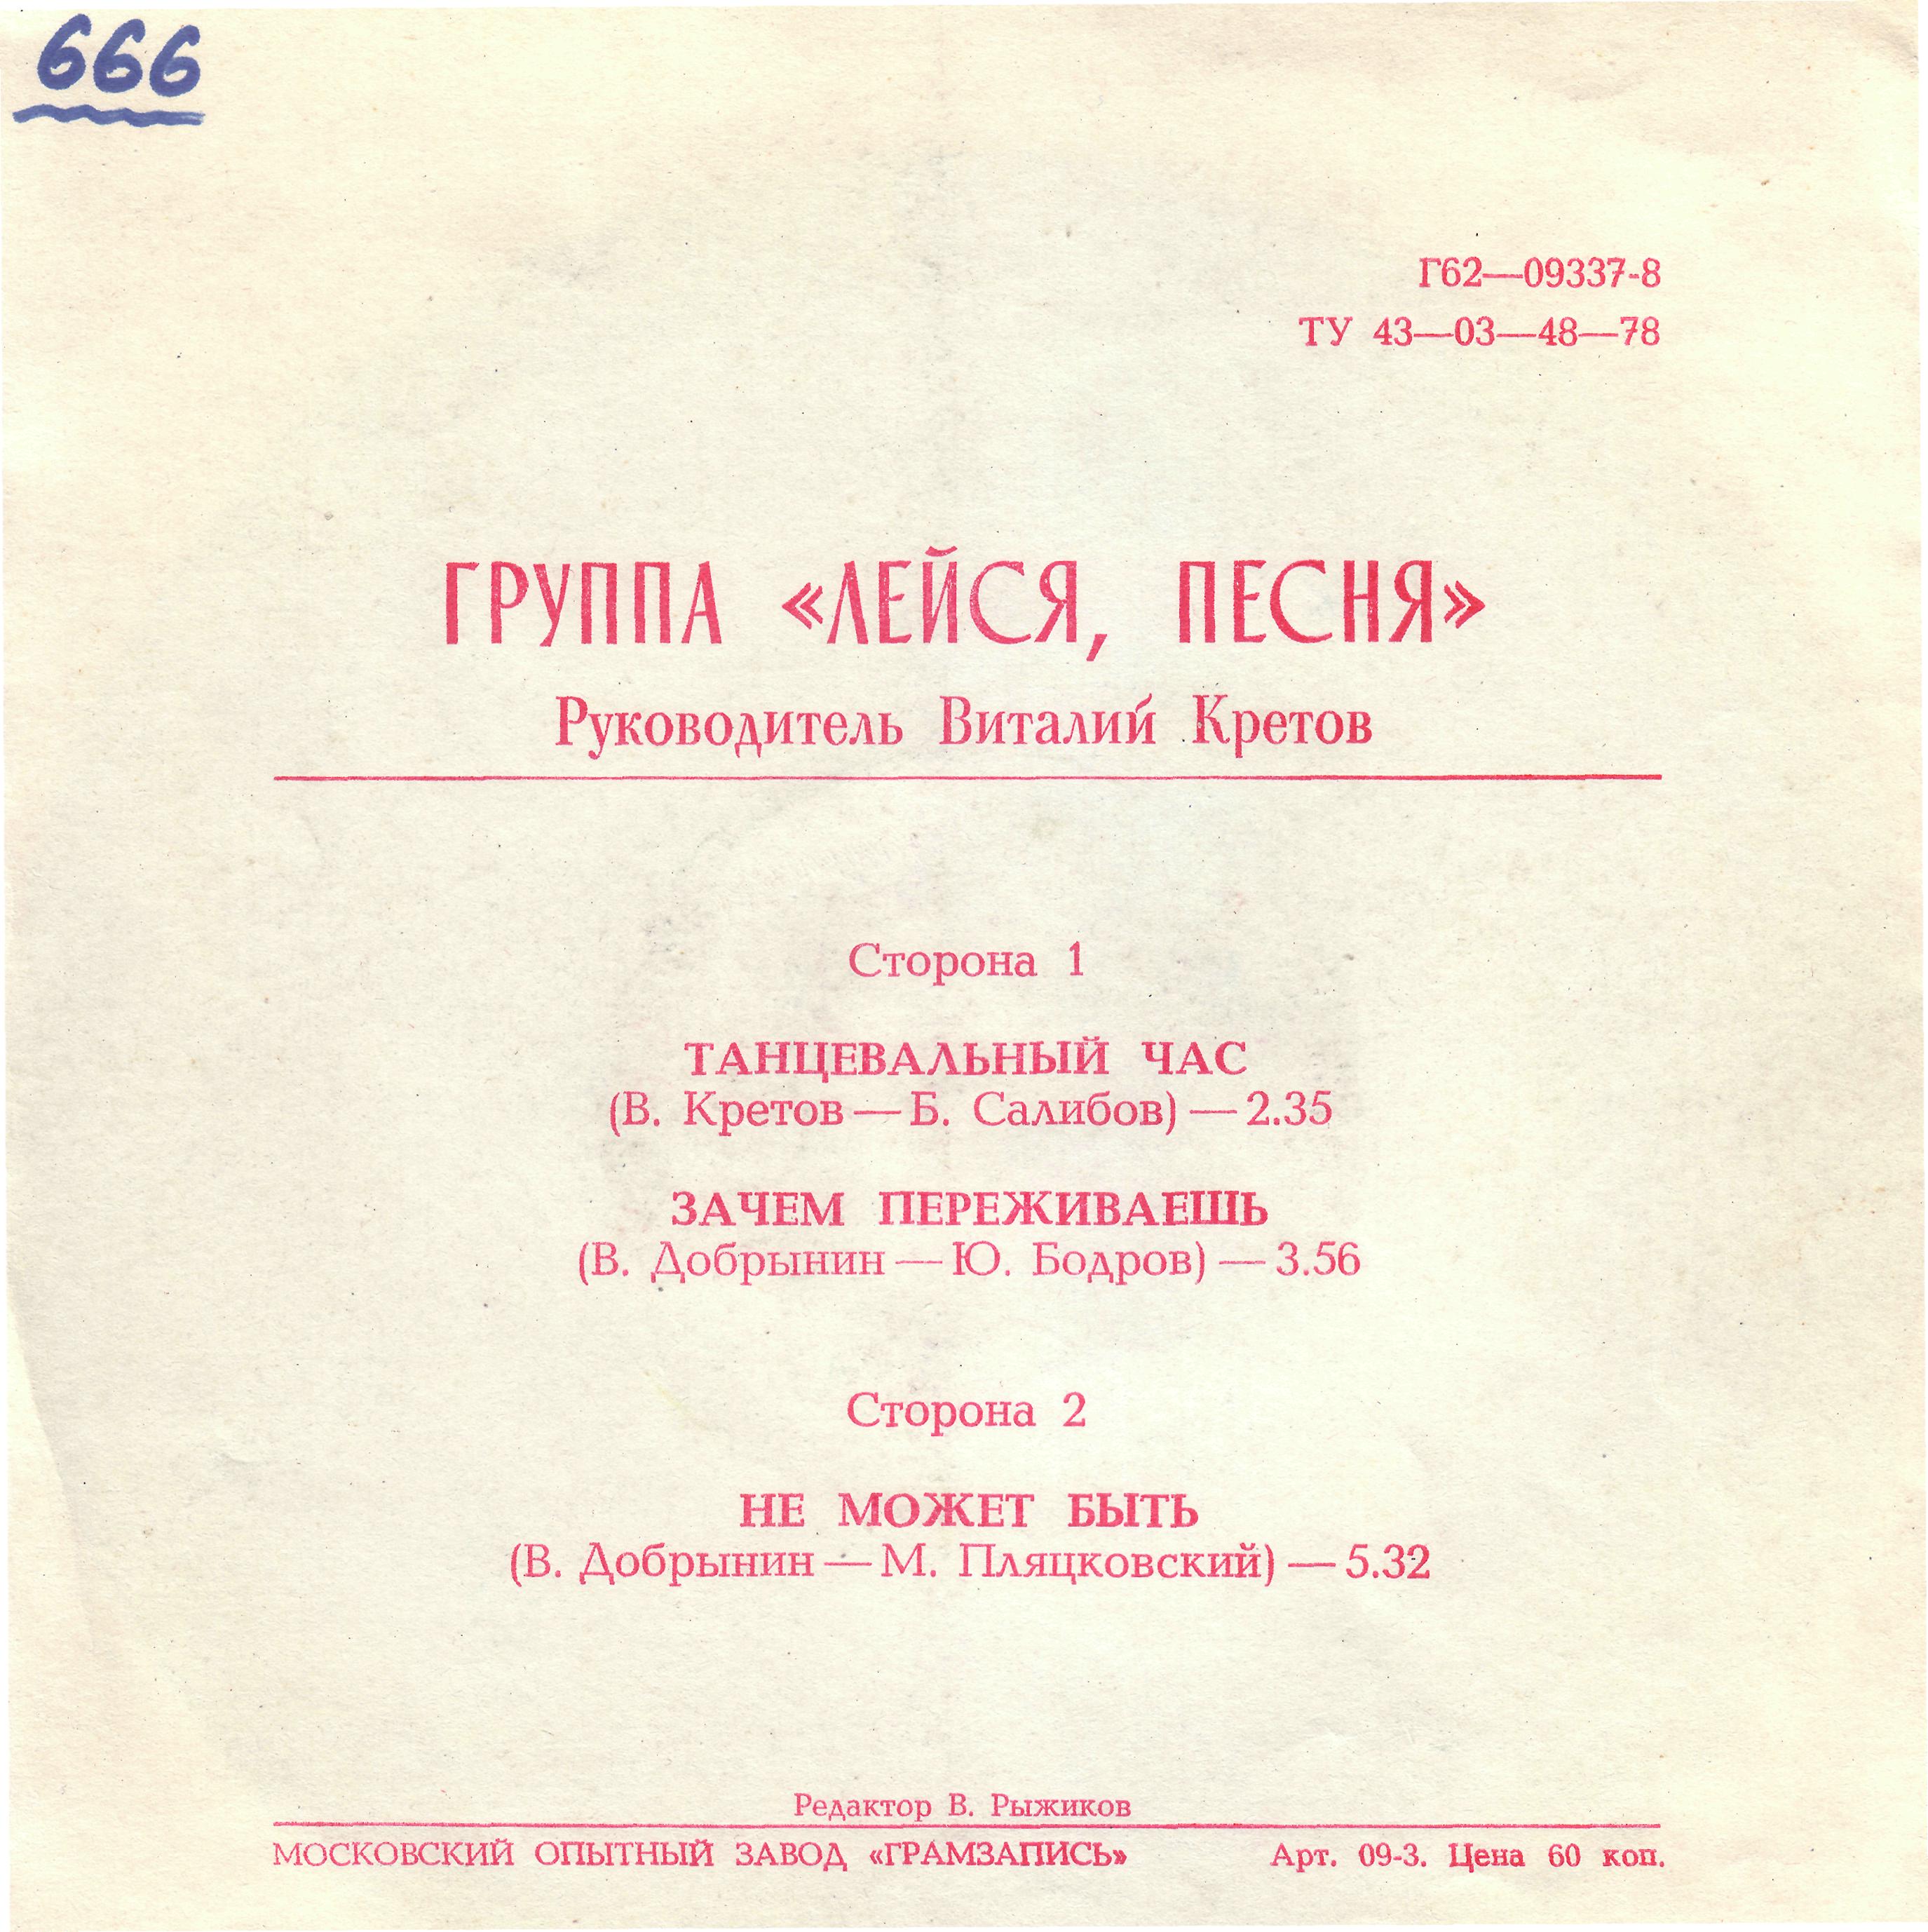 666
Г62—09337-8
ТУ 43—03—48—78
ГРУППА «ЛЕЙСЯ, ПЕСНЯ»
Руководитель Виталий Кретов
Сторона 1
ТАНЦЕВАЛЬНЫЙ ЧАС
(В. Кретов — Б. Салибов) — 2.35
ЗАЧЕМ ПЕРЕЖИВАЕШЬ
(В. Добрынин — Ю. Бодров) — 3.56
Сторона 2
НЕ МОЖЕТ БЫТЬ
(В. Добрынин — М. Пляцковский) — 5.32
Редактор В. Рыжиков
МОСКОВСКИЙ ОПЫТНЫЙ ЗАВОД «ГРАМЗАПИСЬ» Арт. 09-3. Цена 60 коп.